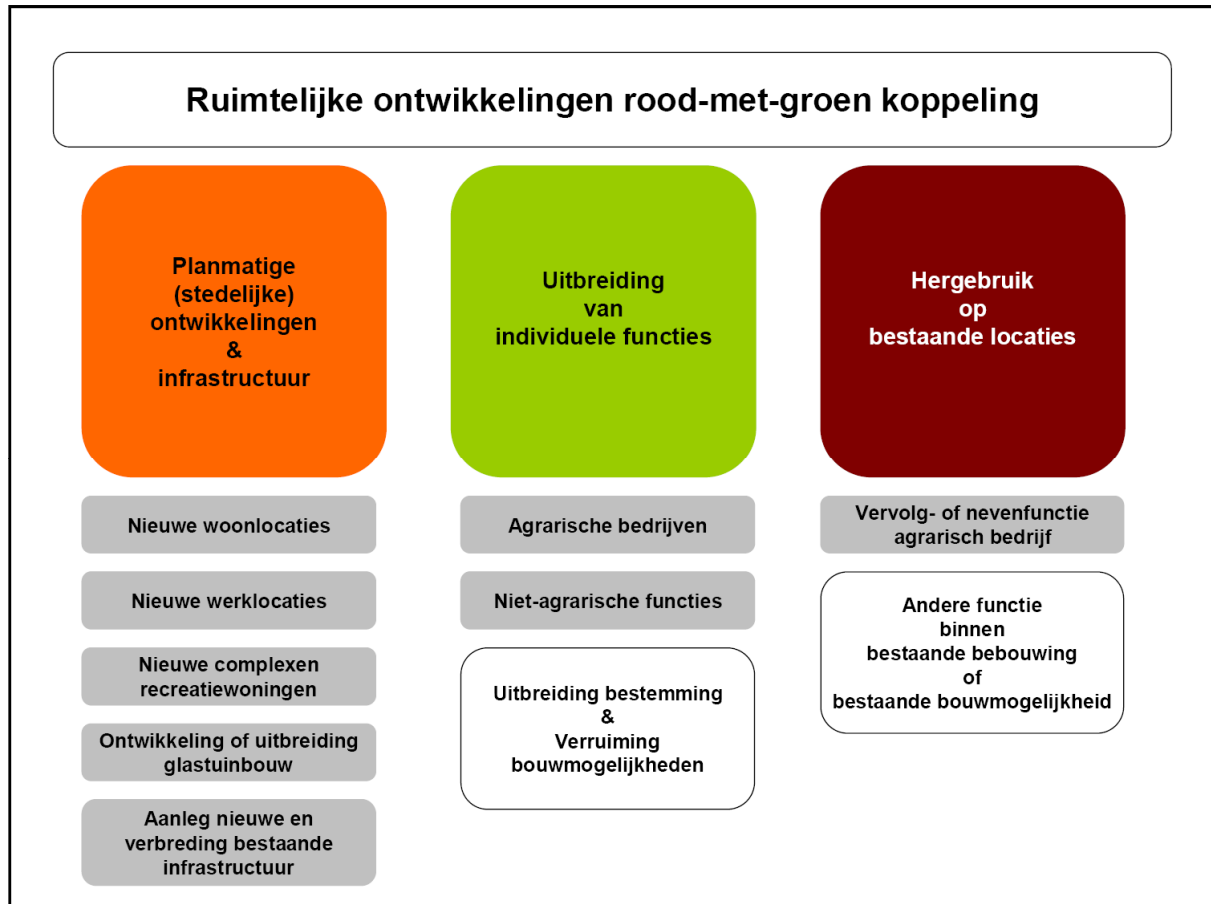 Ruimtelijke ontwikkelingen rood-met-groen koppeling
Planmatige
(stedelijke)
ontwikkelingen
&
infrastructuur
Nieuwe woonlocaties
Nieuwe werklocaties
Nieuwe complexen
recreatiewoningen
Ontwikkeling of uitbreiding
glastuinbouw
Aanleg nieuwe en
verbreding bestaande
infrastructuur
Uitbreiding
van
individuele functies
Agrarische bedrijven
Niet-agrarische functies
Uitbreiding bestemming
&
Verruiming
bouwmogelijkheden
Hergebruik
op
bestaande locaties
Vervolg- of nevenfunctie
agrarisch bedrijf
Andere functie
binnen
bestaande bebouwing
of
bestaande bouwmogelijkheid